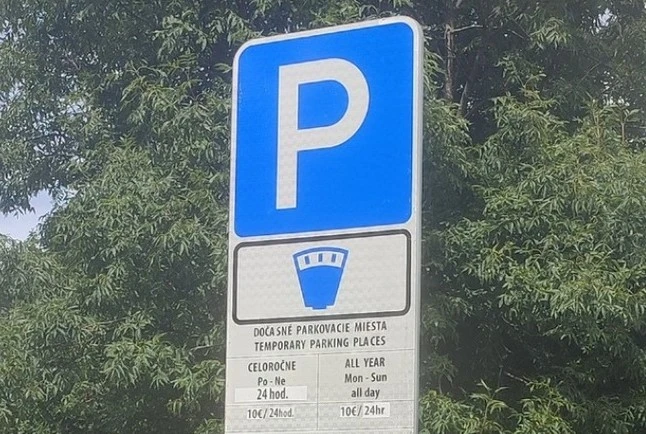 P
DOČASNÉ PARKOVACIE MIESTA
TEMPORARY PARKING PLACES
CELOROČNE
Po - Ne
24 hod.
10€/24hod.
ALL YEAR
Mon - Sun
all day
10€/24hr